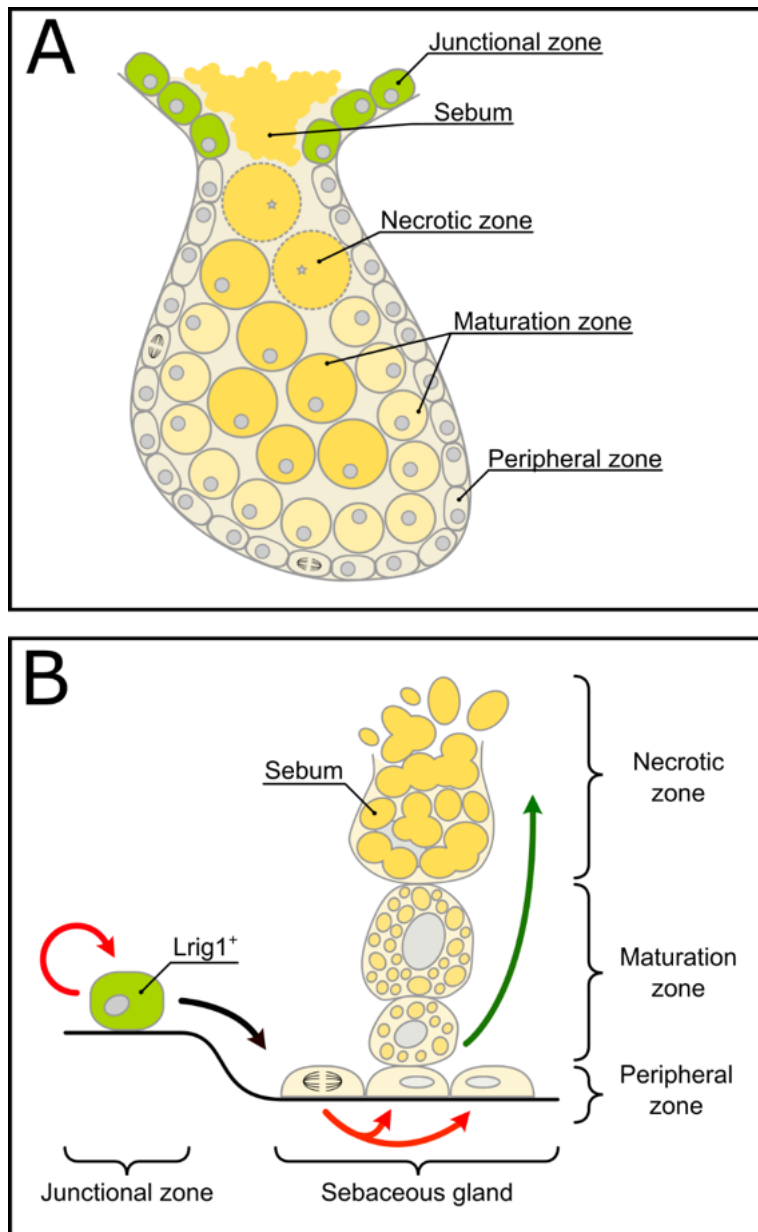 A
Junctional zone
Sebum
Necrotic zone
Maturation zone
Peripheral zone
B
Sebum
Necrotic
zone
Lrig1⁺
Maturation
zone
Peripheral
zone
Junctional zone
Sebaceous gland